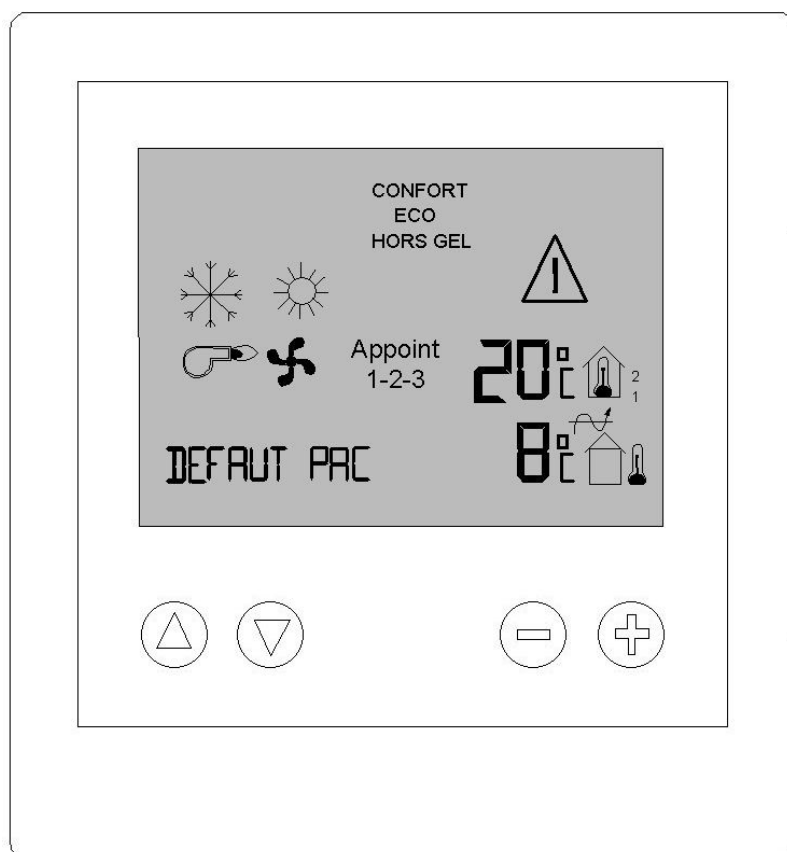 CONFORT
ECO
HORS GEL
Appoint
1-2-3
20°C
2
1
8°C
DEFAUT PAC